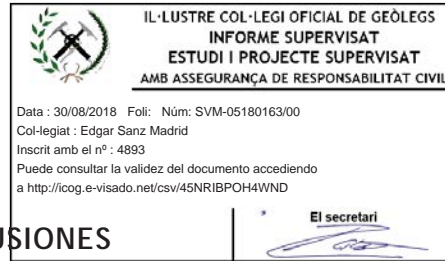 IL·LUSTRE COL·LEGI OFICIAL DE GEÒLEGS
INFORME SUPERVISAT
ESTUDI I PROJECTE SUPERVISAT
AMB ASSEGURANÇA DE RESPONSABILITAT CIVIL
Data : 30/08/2018 Foli: Núm: SVM-05180163/00
Col-legiat : Edgar Sanz Madrid
Inscrit amb el nº : 4893
Puede consultar la validez del documento accediendo
a http://icog.e-visado.net/csv/45NRIBPOH4WND
El secretari
USIONES